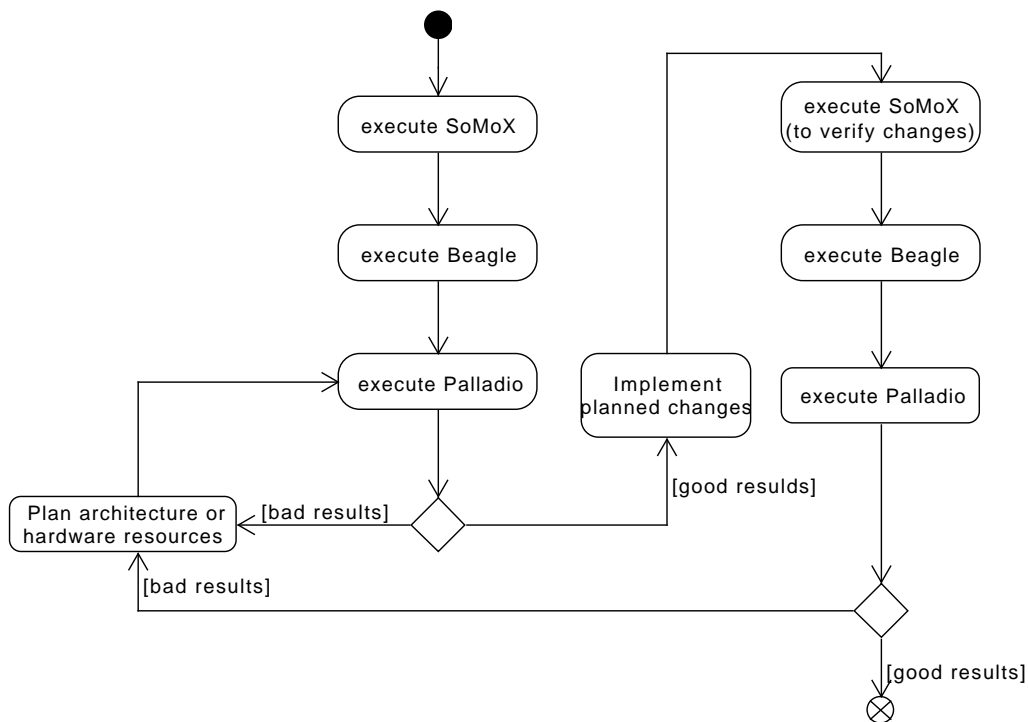 execute SoMoX
execute Beagle
execute Palladio
[bad results]
Plan architecture or
hardware resources
[bad results]
[good resulds]
Implement
planned changes
execute SoMoX
(to verify changes)
execute Beagle
execute Palladio
[good results]